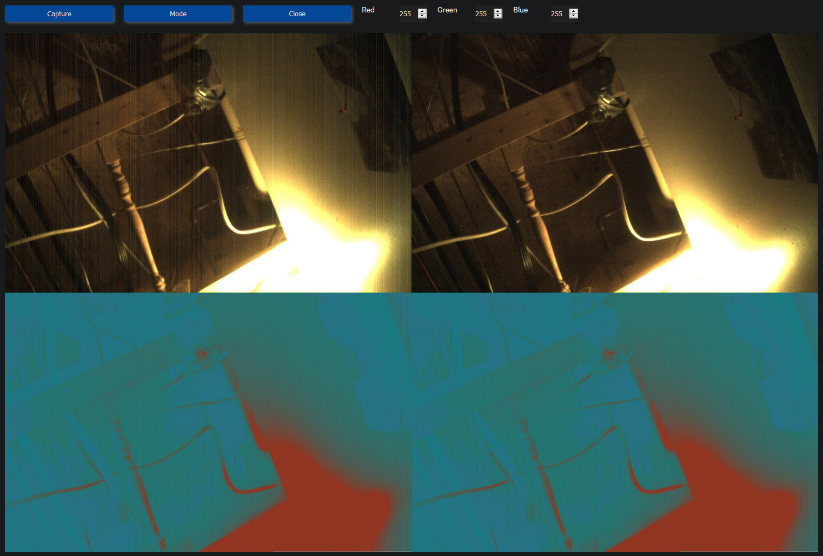 Capture
Mode
Close
Red
255
Green
255
Blue
255